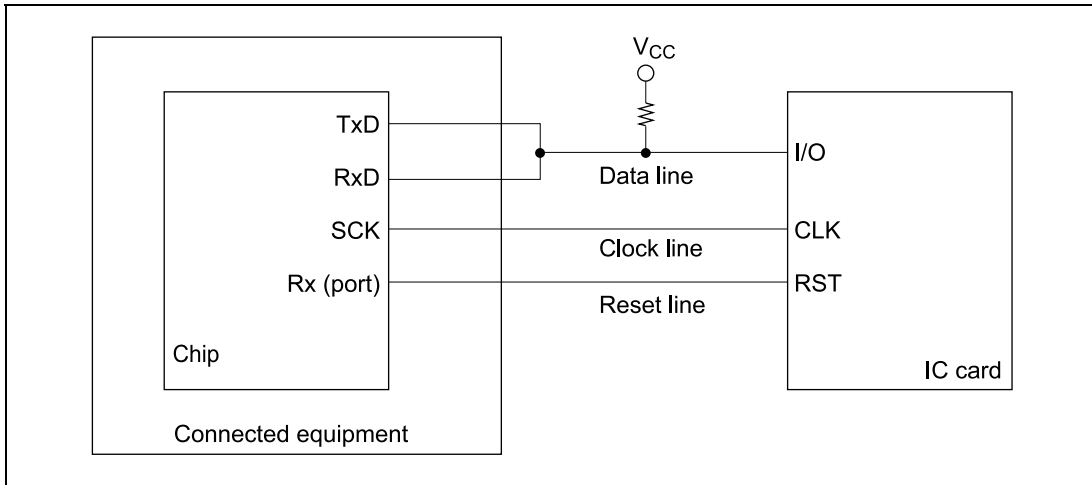 VCC
TxD
RxD
SCK
Rx (port)
Chip
Connected equipment
Data line
Clock line
Reset line
I/O
CLK
RST
IC card